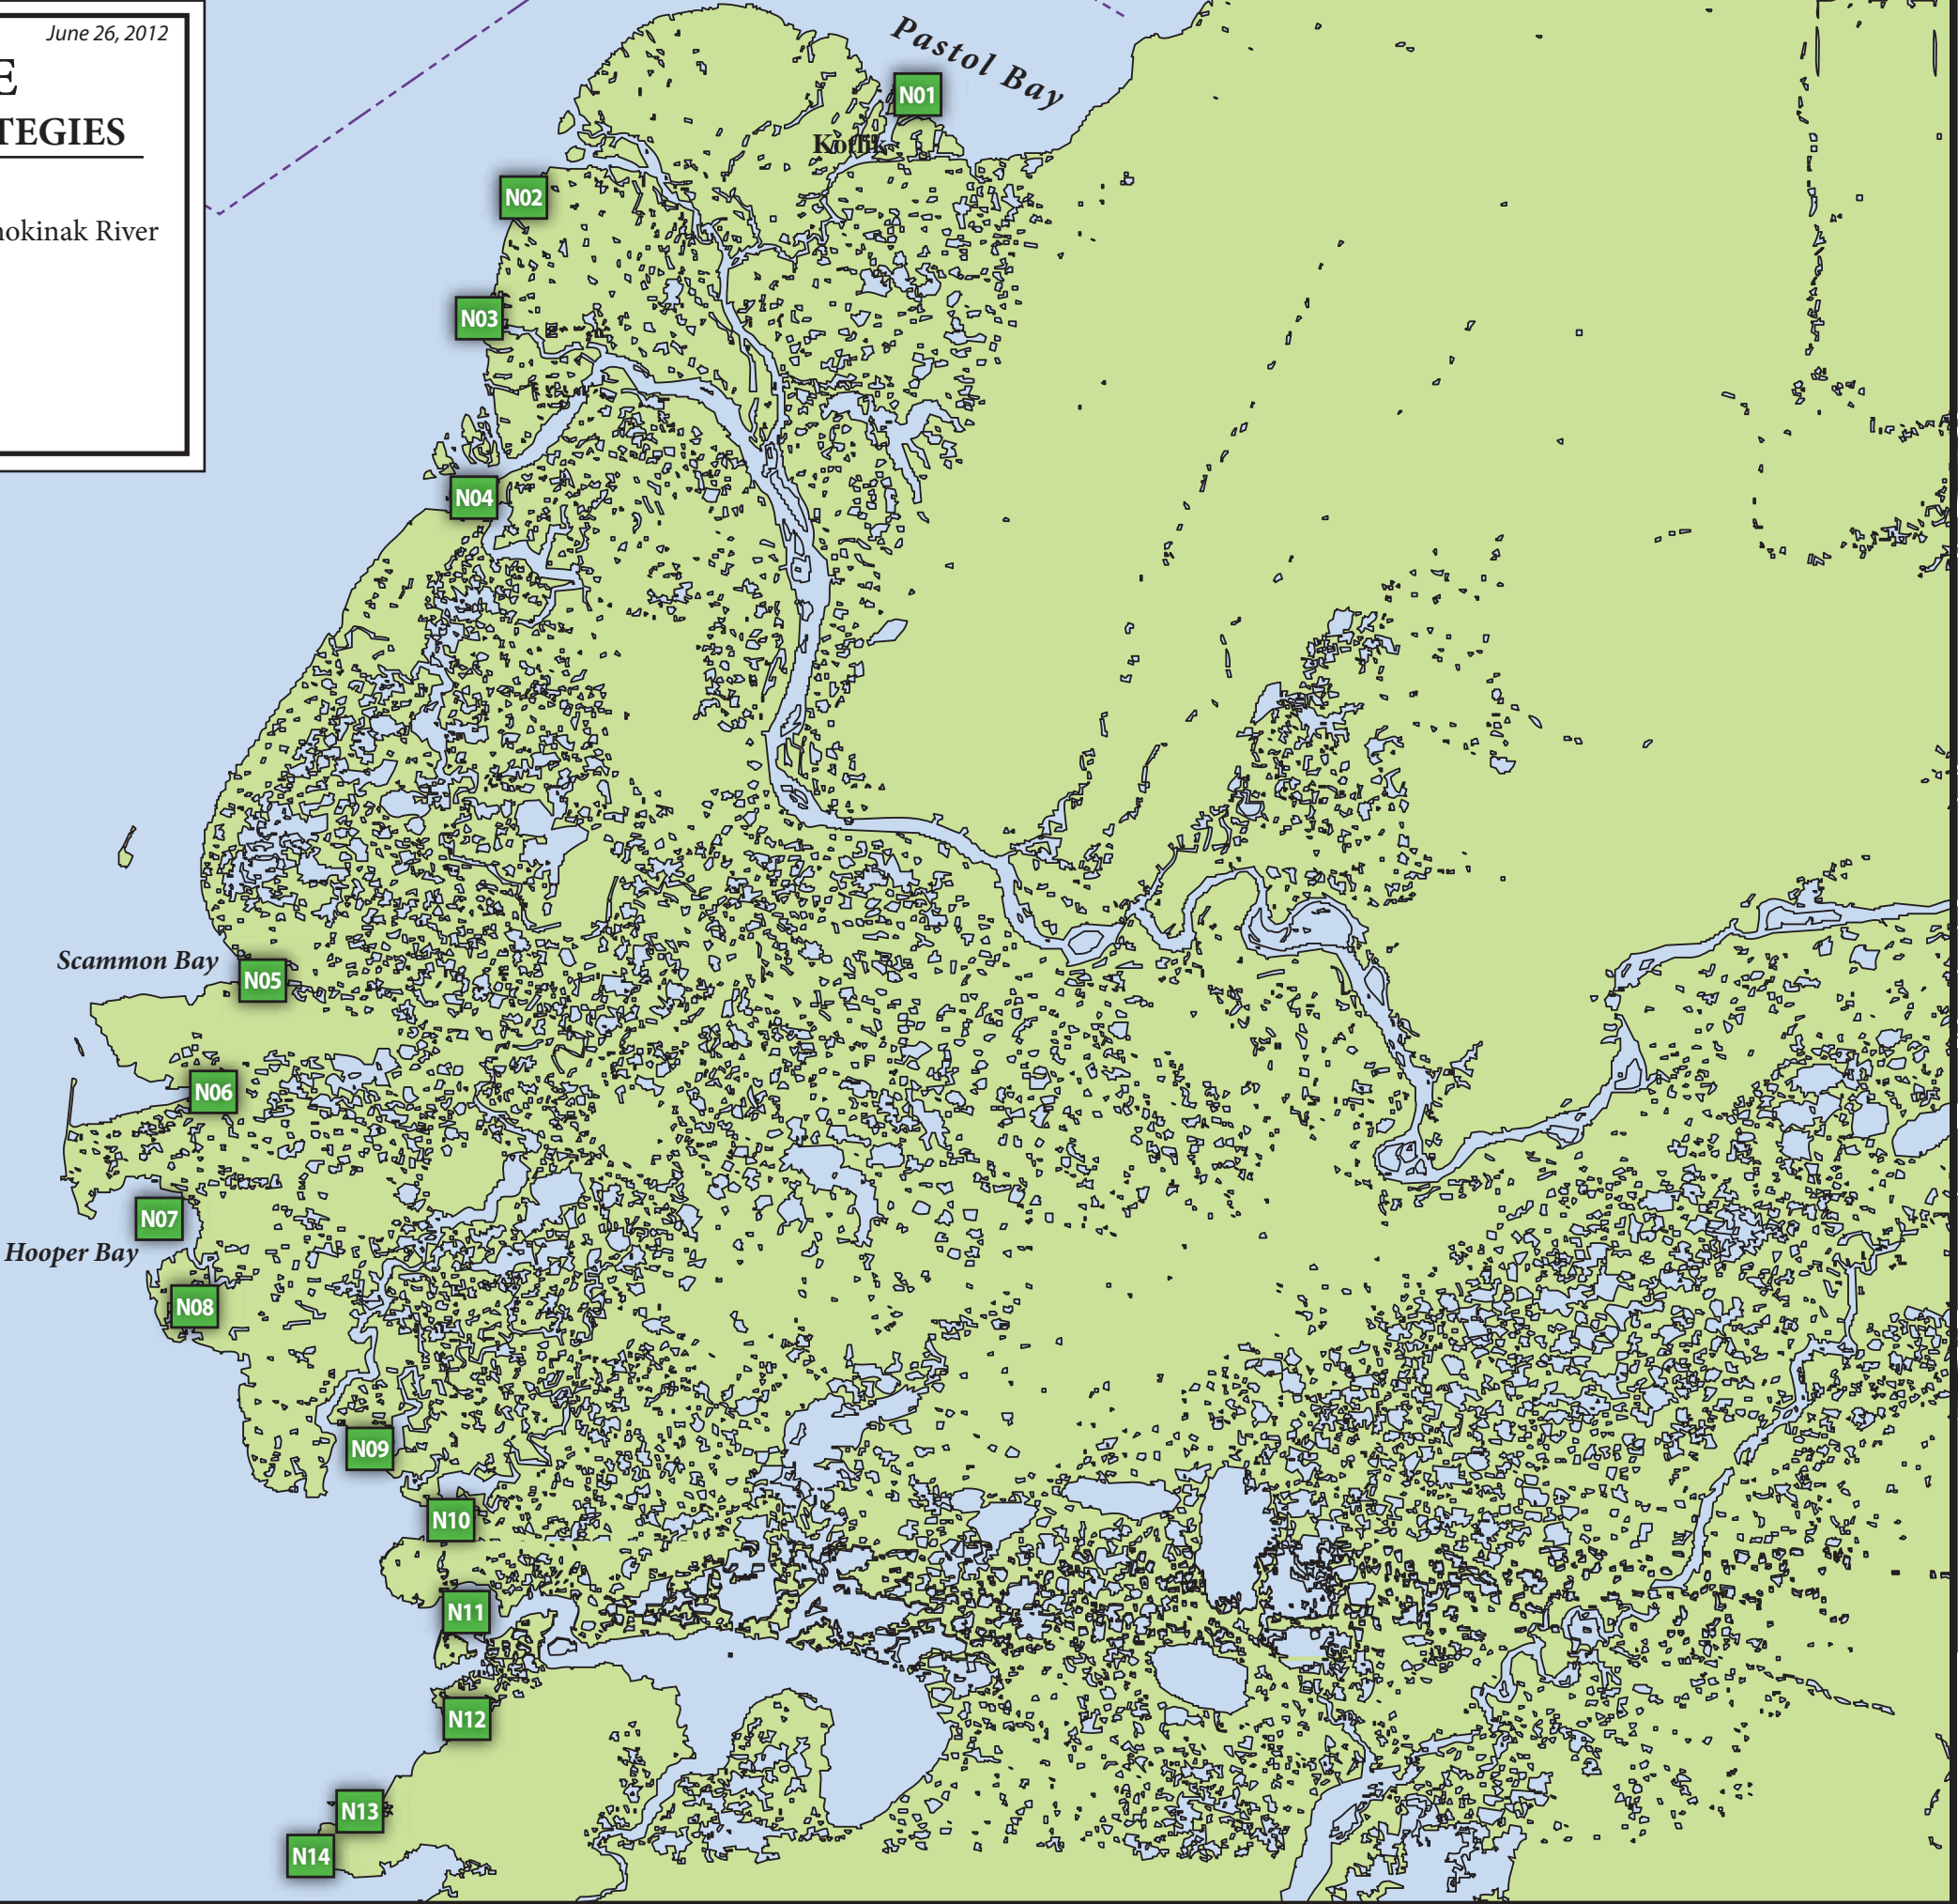 June 26, 2012
E
TEGIES
nokinak River
Pastol Bay
N01
Kotlik
N02
N03
N04
Scammon Bay
N05
N06
N07
Hooper Bay
N08
N09
N10
N11
N12
N13
N14